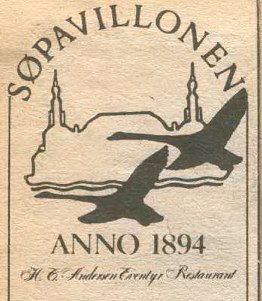 SØPAVILLONEN
ANNO 1894
H. C. Andersen Eventyr Restaurant